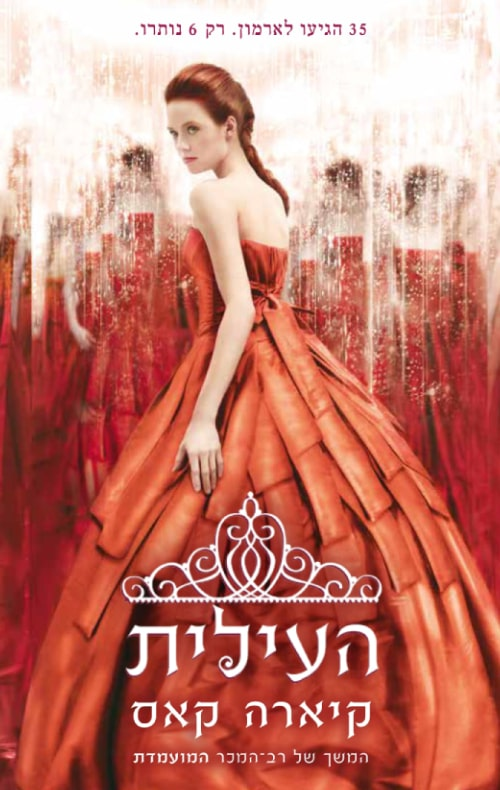 35 הגיעו לארמון. רק 6 נותרו.
העילית
קיארה קאס
המשך של רב־המכר המועמדת